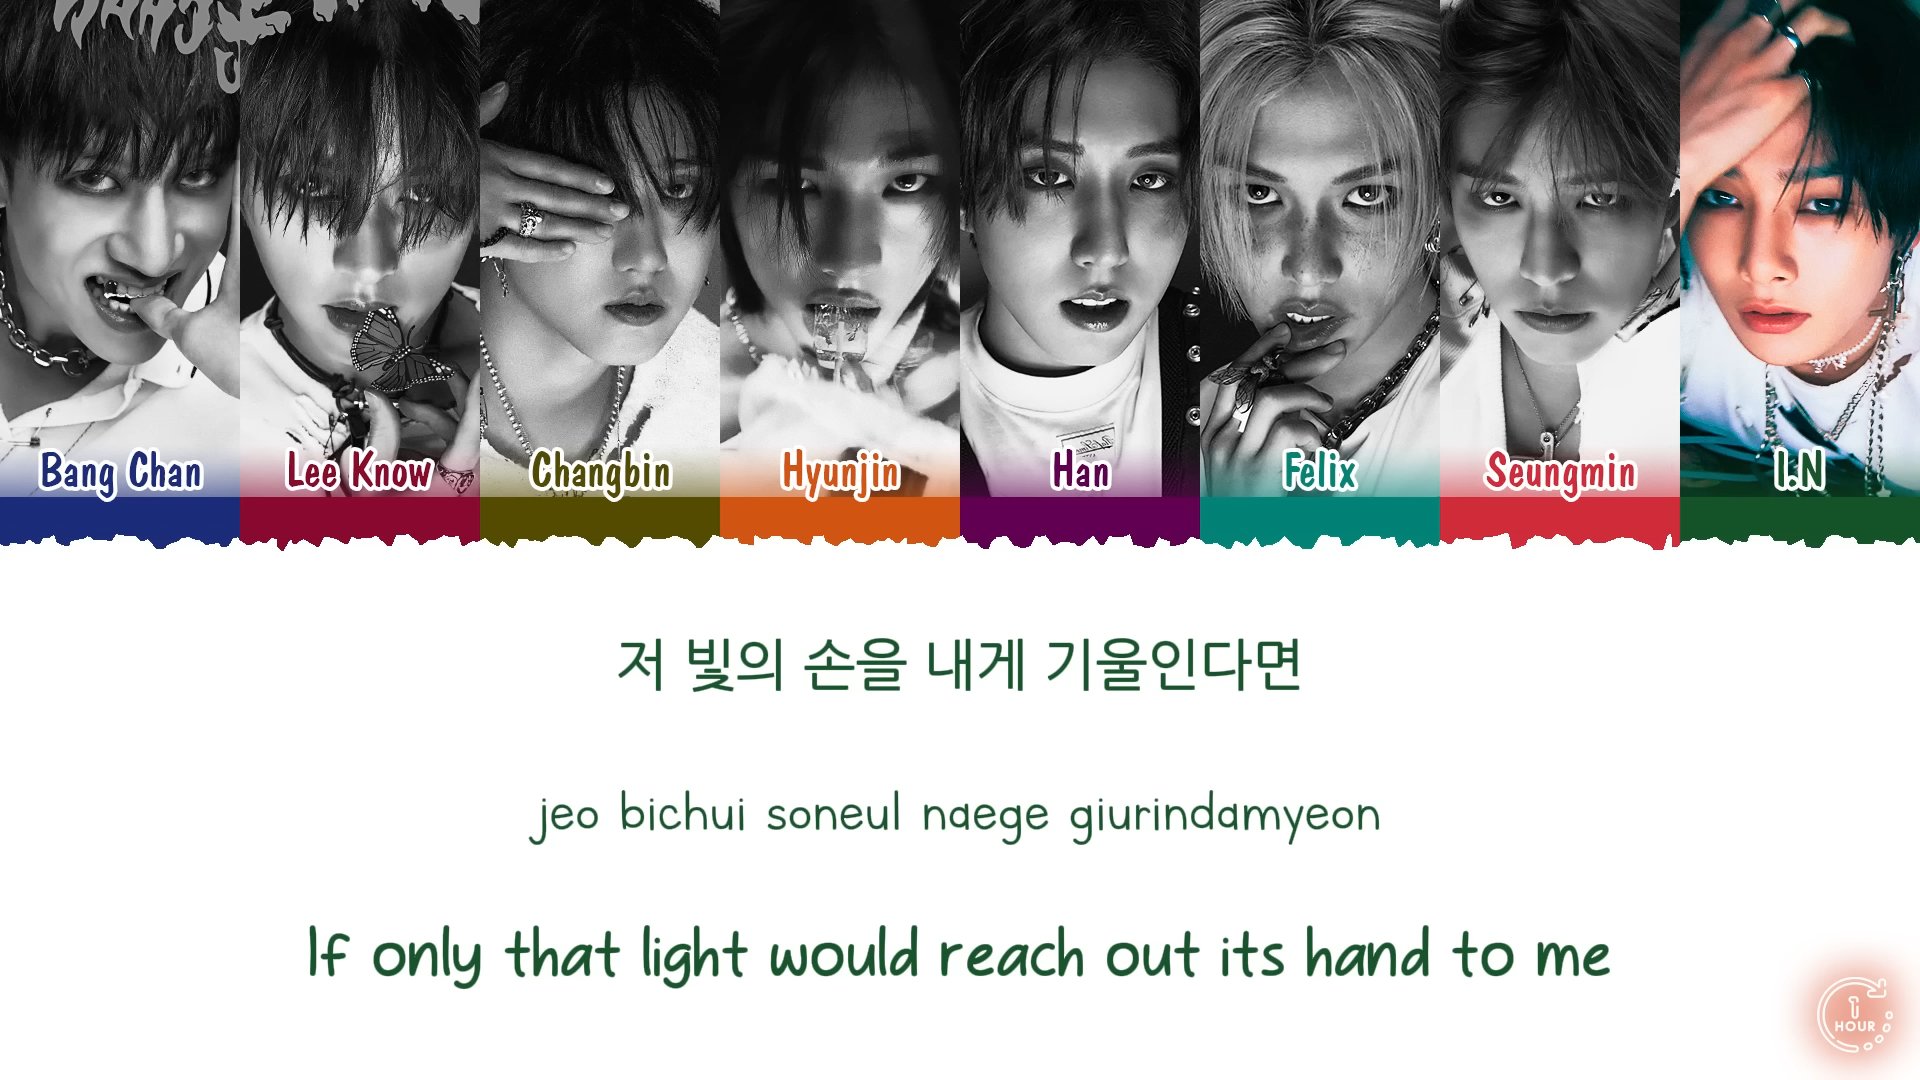 Bang Chan
Lee Know
Changbin
Hyunjin
Han
Felix
Seungmin
I.N
저 빛의 손을 내게 기울인다면
jeo bichui soneul naege giurindamyeon
If only that light would reach out its hand to me
1
HOUR